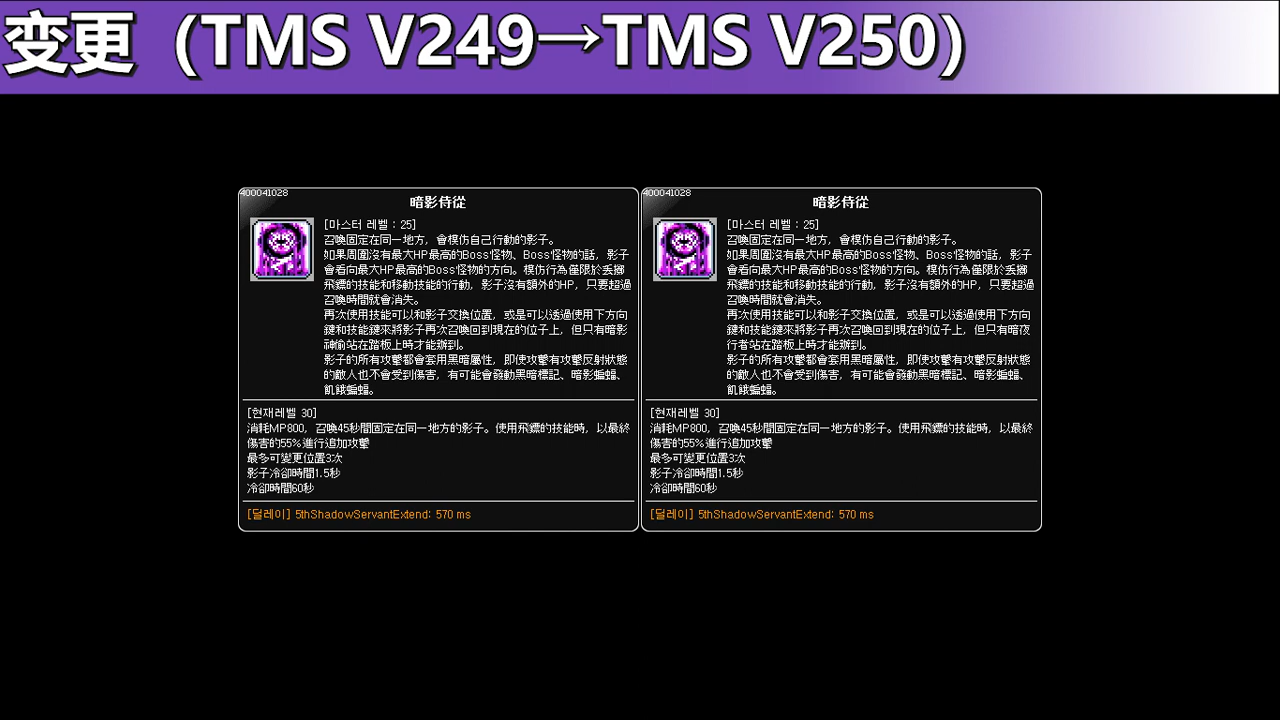 变更（TMS V249→TMS V250）
400041028
暗影侍從
[마스터 레벨 : 25]
召喚固定在同一地方，會模仿自己行動的影子。
如果周圍沒有最大HP最高的Boss怪物、Boss怪物的話，影子
會看向最大HP最高的Boss怪物的方向。模仿行為僅限於丟擲
飛鏢的技能和移動技能的行動，影子沒有額外的HP，只要超過
召喚時間就會消失。
再次使用技能可以和影子交換位置，或是可以透過使用下方向
鍵和技能鍵來將影子再次召喚回到現在的位子上，但只有暗影
神偷站在踏板上時才能辦到。
影子的所有攻擊都會套用黑暗屬性，即使攻擊有攻擊反射狀態
的敵人也不會受到傷害，有可能會發動黑暗標記、暗影蝙蝠、
飢餓蝙蝠。
[현재레벨 30]
消耗MP800，召喚45秒間固定在同一地方的影子。使用飛鏢的技能時，以最終
傷害的55%進行追加攻擊
最多可變更位置3次
影子冷卻時間1.5秒
冷卻時間60秒
[딜레이] 5thShadowServantExtend: 570 ms
400041028
暗影侍從
[마스터 레벨 : 25]
召喚固定在同一地方，會模仿自己行動的影子。
如果周圍沒有最大HP最高的Boss怪物、Boss怪物的話，影子
會看向最大HP最高的Boss怪物的方向。模仿行為僅限於丟擲
飛鏢的技能和移動技能的行動，影子沒有額外的HP，只要超過
召喚時間就會消失。
再次使用技能可以和影子交換位置，或是可以透過使用下方向
鍵和技能鍵來將影子再次召喚回到現在的位子上，但只有暗夜
行者站在踏板上時才能辦到。
影子的所有攻擊都會套用黑暗屬性，即使攻擊有攻擊反射狀態
的敵人也不會受到傷害，有可能會發動黑暗標記、暗影蝙蝠、
飢餓蝙蝠。
[현재레벨 30]
消耗MP800，召喚45秒間固定在同一地方的影子。使用飛鏢的技能時，以最終
傷害的55%進行追加攻擊
最多可變更位置3次
影子冷卻時間1.5秒
冷卻時間60秒
[딜레이] 5thShadowServantExtend: 570 ms